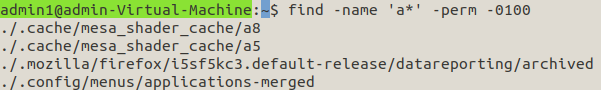 admin1@admin-Virtual-Machine:~$ find -name 'a*' -perm -0100
./.cache/mesa_shader_cache/a8
./.cache/mesa_shader_cache/a5
./.mozilla/firefox/i5sf5kc3.default-release/datareporting/archived
./.config/menus/applications-merged